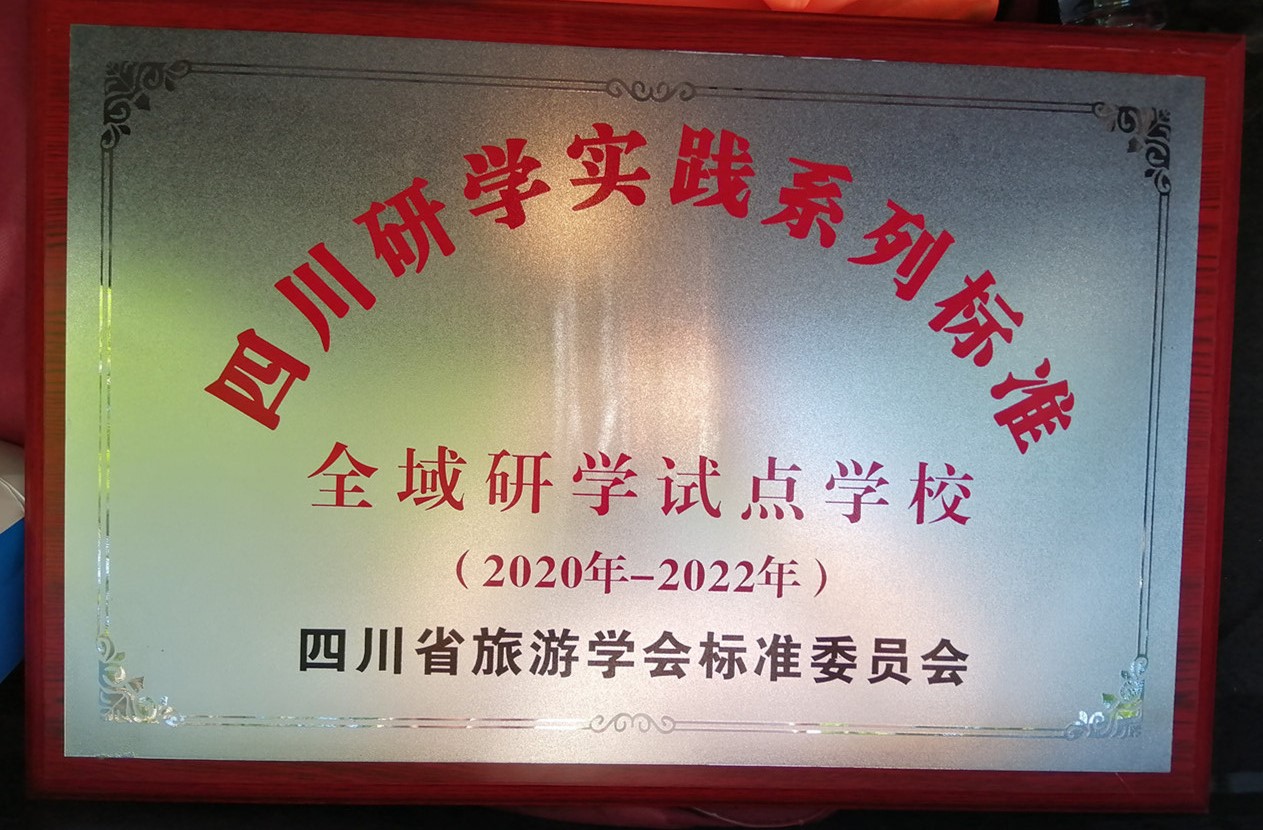 四川研学实践系列标准
全域研学试点学校
（2020年-2022年）
四川省旅游学会标准委员会